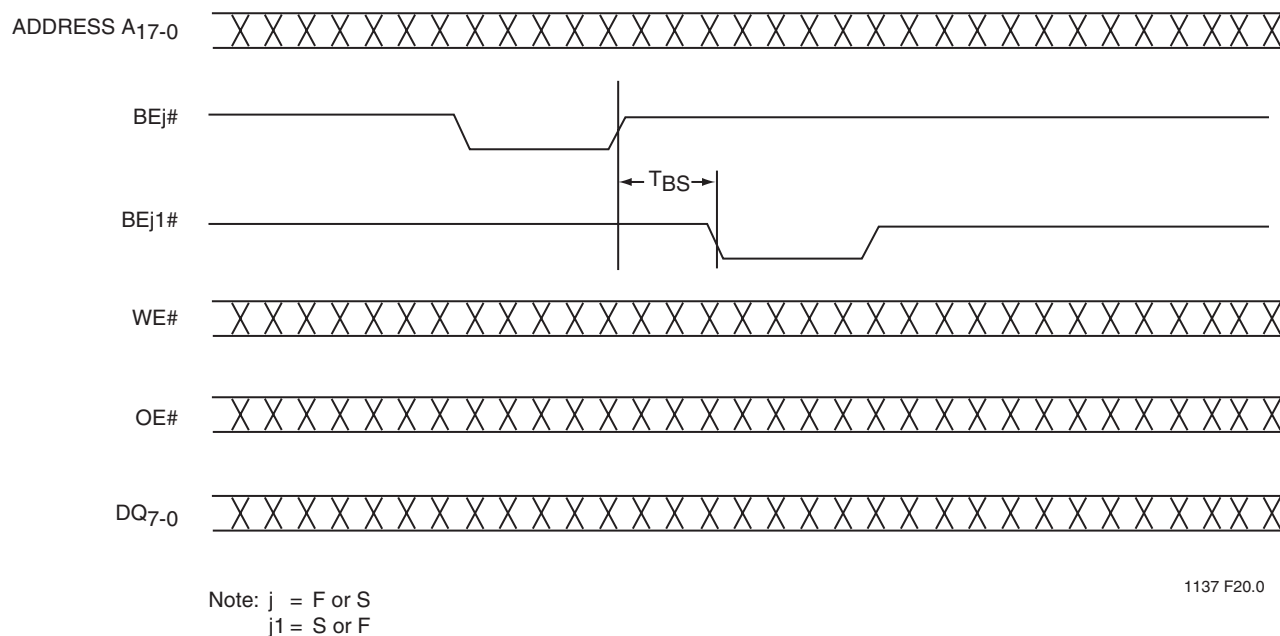 ADDRESS A17-0
BEj#
TBS
BEj1#
WE#
OE#
DQ7-0
1137 F20.0
Note: j = F or S
j1 = S or F